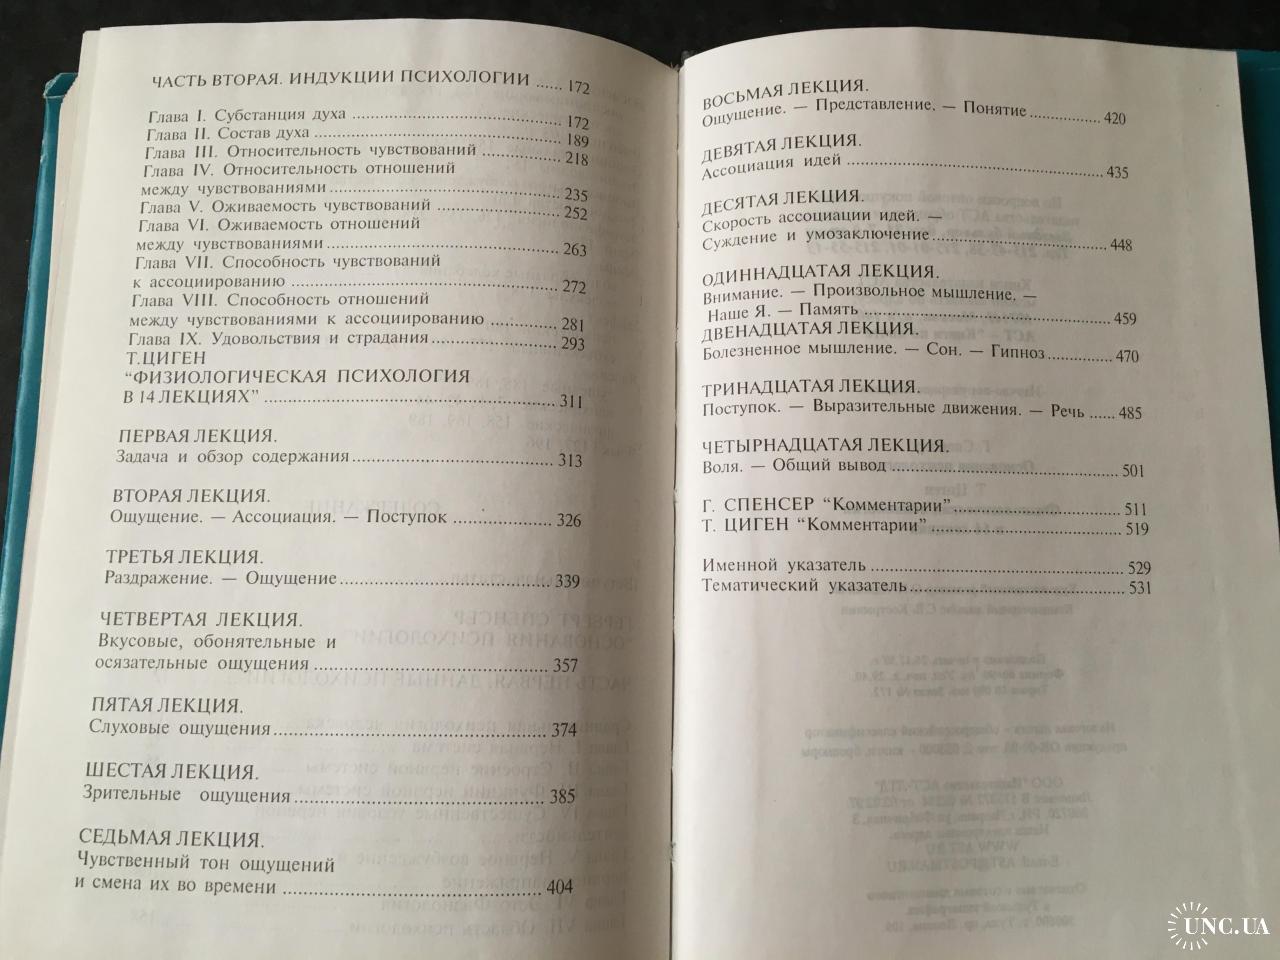 ЧАСТЬ ВТОРАЯ. ИНДУКЦИИ ПСИХОЛОГИИ ...... 172
Глава I. Субстанция духа ........ 172
Глава II. Состав духа ........ 189
Глава III. Относительность чувствований ........ 218
Глава IV. Относительность отношений
между чувствованиями ........ 235
Глава V. Оживаемость чувствований ........ 252
Глава VI. Оживаемость отношений
между чувствованиями ........ 263
Глава VII. Способность чувствований
к ассоциированию ........ 272
Глава VIII. Способность отношений
между чувствованиями к ассоциированию ........ 281
Глава IX. Удовольствия и страдания ........ 293
Т.ЦИГЕН
“ФИЗИОЛОГИЧЕСКАЯ ПСИХОЛОГИЯ
В 14 ЛЕКЦИЯХ” ........ 311
ПЕРВАЯ ЛЕКЦИЯ.
Задача и обзор содержания ........ 313
ВТОРАЯ ЛЕКЦИЯ.
Ощущение. — Ассоциация. — Поступок ........ 326
ТРЕТЬЯ ЛЕКЦИЯ.
Раздражение. — Ощущение ........ 339
ЧЕТВЕРТАЯ ЛЕКЦИЯ.
Вкусовые, обонятельные и
осязательные ощущения ........ 357
ПЯТАЯ ЛЕКЦИЯ.
Слуховые ощущения ........ 374
ШЕСТАЯ ЛЕКЦИЯ.
Зрительные ощущения ........ 385
СЕДЬМАЯ ЛЕКЦИЯ.
Чувственный тон ощущений
и смена их во времени ........ 404
ВОСЬМАЯ ЛЕКЦИЯ.
Ощущение. — Представление. — Понятие ........ 420
ДЕВЯТАЯ ЛЕКЦИЯ.
Ассоциация идей ........ 435
ДЕСЯТАЯ ЛЕКЦИЯ.
Скорость ассоциации идей. —
Суждение и умозаключение ........ 448
ОДИННАДЦАТАЯ ЛЕКЦИЯ.
Внимание. — Произвольное мышление. —
Наше Я. — Память ........ 459
ДВЕНАДЦАТАЯ ЛЕКЦИЯ.
Болезненное мышление. — Сон. — Гипноз ........ 470
ТРИНАДЦАТАЯ ЛЕКЦИЯ.
Поступок. — Выразительные движения. — Речь ...... 485
ЧЕТЫРНАДЦАТАЯ ЛЕКЦИЯ.
Воля. — Общий вывод ........ 501
Г. СПЕНСЕР “Комментарии” ........ 511
Т. ЦИГЕН “Комментарии” ........ 519
Именной указатель ........ 529
Тематический указатель ........ 531
UNC.UA